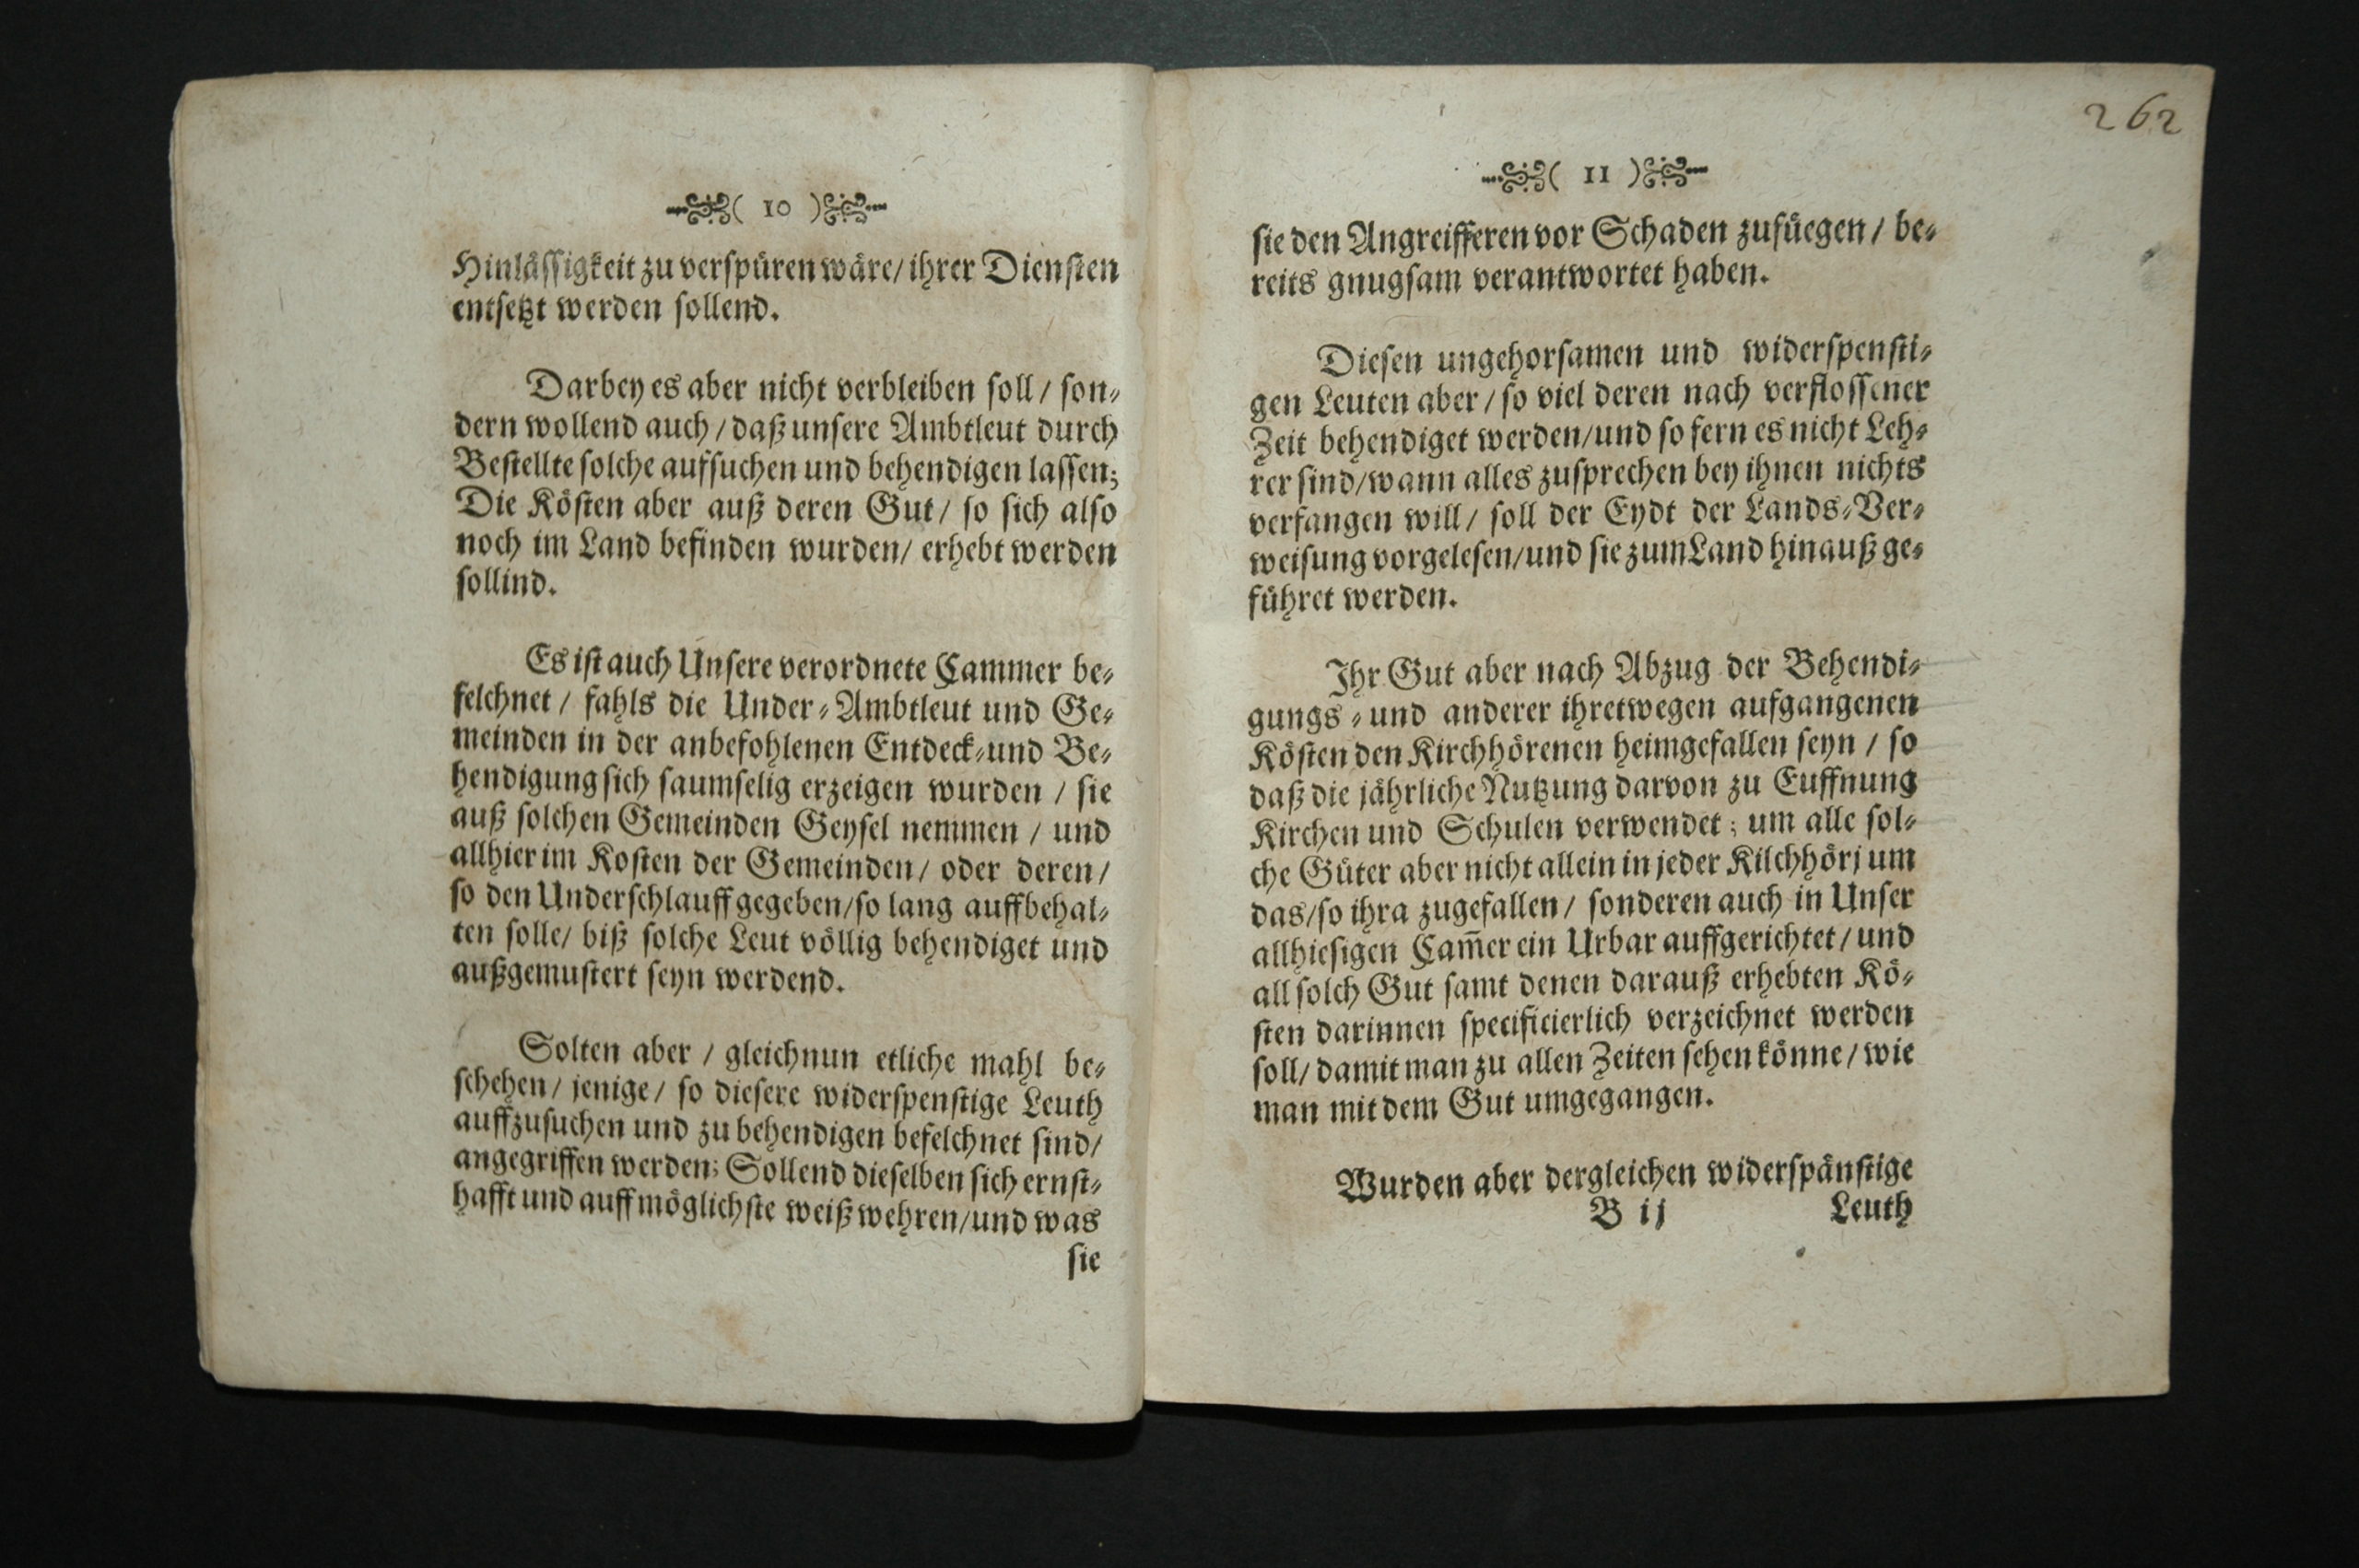 ( 10 )
Hinlässigkeit zu verspüren wäre/ ihrer Diensten
entsetzt werden sollend.
Darbey es aber nicht verbleiben soll / son-
dern wollend auch / daß unsere Ambtleut durch
Bestellte solche aufsuchen und behendigen lassen;
Die Kösten aber auß deren Gut / so sich also
noch im Land befinden wurden/ erhebt werden
sollind.
Es ist auch Unsere verordnete Cammer be-
felchnet / fahls die Under-Ambtleut und Ge-
meinden in der anbefohlenen Entdeck-und Be-
hendigung sich saumselig erzeigen wurden / sie
auß solchen Gemeinden Geysel nemmen / und
allhier im Kosten der Gemeinden/ oder deren/
so den Underschlauff gegeben/so lang auffbehal-
ten solle/ biß solche Leut völlig behendiget und
außgemustert seyn werdend.
Solten aber / gleich nun etliche mahl be-
schehen/ jenige/ so diesere widerspenstige Leuth
auffzusuchen und zu behendigen befelchnet sind/
angegriffen werden; Sollend dieselben sich ernst-
hafft und auff möglichste weiß wehren/und was
sie
262
( 11 )
sie den Angreifferen vor Schaden zufüegen / be-
reits gnugsam verantwortet haben.
Diesen ungehorsamen und widerspensti-
gen Leuten aber / so viel deren nach verflossener
Zeit behendiget werden/und so fern es nicht Leh-
rer sind/wann alles zusprechen bey ihnen nichts
verfangen will / soll der Eydt der Lands-Ver-
weisung vorgelesen/und sie zum Land hinauß ge-
führet werden.
Ihr Gut aber nach Abzug der Behendi-
gungs - und anderer ihretwegen aufgangenen
Kösten den Kirchhörenen heimgefallen seyn / so
daß die jährliche Nutzung darvon zu Euffnung
Kirchen und Schulen verwendet ; um alle sol-
che Güter aber nicht allein in jeder Kilchhörj um
das/so ihra zugefallen / sonderen auch in Unser
allhiesigen Cam̄er ein Urbar auffgerichtet / und
all solch Gut samt denen darauß erhebten Kö-
sten darinnen specificierlich verzeichnet werden
soll/ damit man zu allen Zeiten sehen könne / wie
man mit dem Gut umgegangen.
Wurden aber dergleichen widerspänstige
B ij Leuth